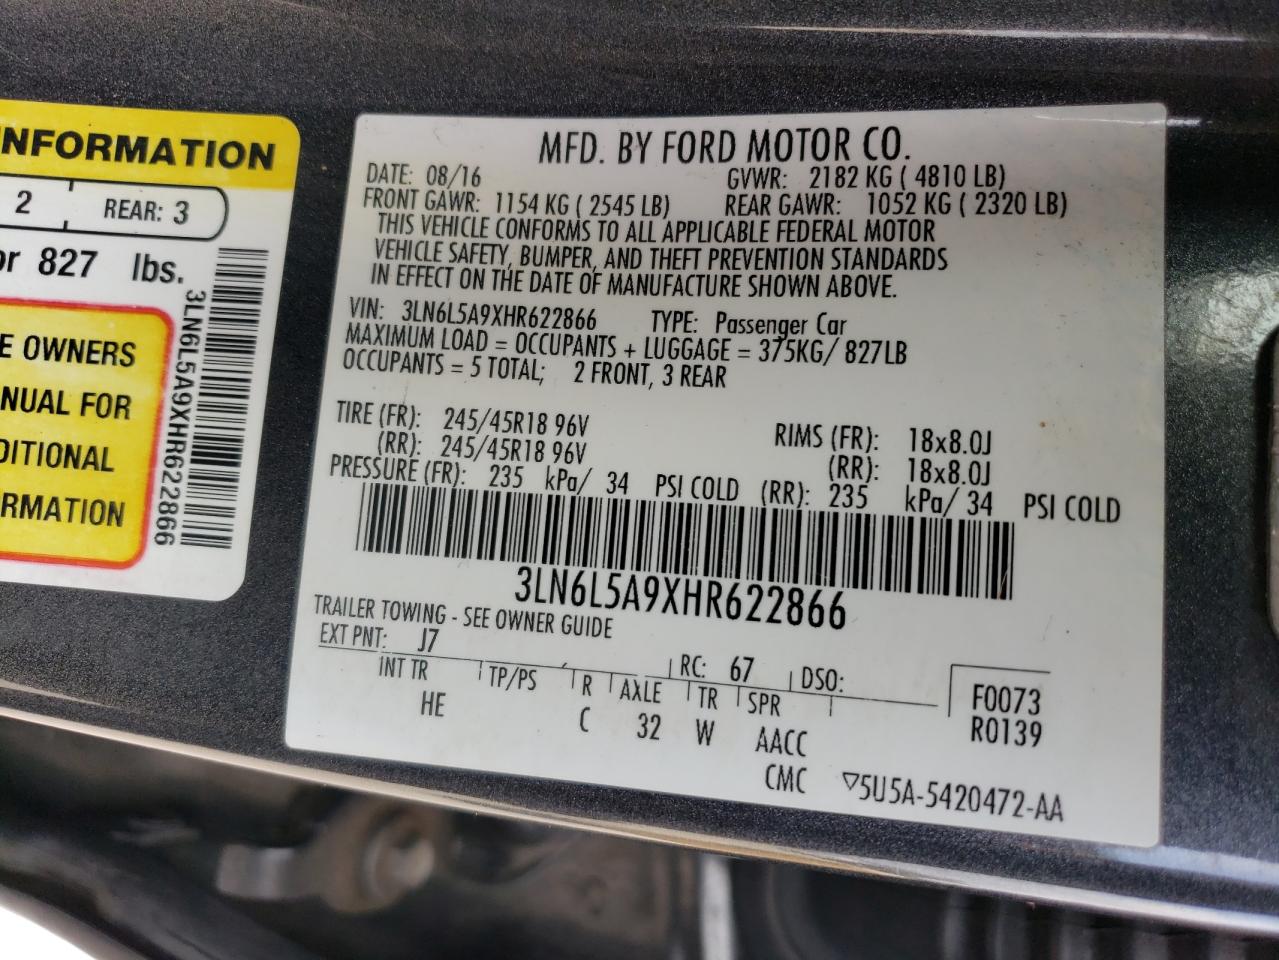 NFORMATION
2 REAR: 3
or 827 lbs.
E OWNERS
NUAL FOR
DITIONAL
RMATION
3LN6L5A9XHR622866
MFD. BY FORD MOTOR CO.
DATE: 08/16 GVWR: 2182 KG ( 4810 LB)
FRONT GAWR: 1154 KG ( 2545 LB) REAR GAWR: 1052 KG ( 2320 LB)
THIS VEHICLE CONFORMS TO ALL APPLICABLE FEDERAL MOTOR
VEHICLE SAFETY, BUMPER, AND THEFT PREVENTION STANDARDS
IN EFFECT ON THE DATE OF MANUFACTURE SHOWN ABOVE.
VIN: 3LN6L5A9XHR622866 TYPE: Passenger Car
MAXIMUM LOAD = OCCUPANTS + LUGGAGE = 375KG/ 827LB
OCCUPANTS = 5 TOTAL; 2 FRONT, 3 REAR
TIRE (FR): 245/45R18 96V RIMS (FR): 18x8.0J
(RR): 245/45R18 96V (RR): 18x8.0J
PRESSURE (FR): 235 kPa/ 34 PSI COLD (RR): 235 kPa/ 34 PSI COLD
3LN6L5A9XHR622866
TRAILER TOWING - SEE OWNER GUIDE
EXT PNT: J7 RC: 67 DSO:
INT TR TP/PS R AXLE TR SPR F0073
HE C 32 W AACC R0139
CMC ▽5U5A-5420472-AA